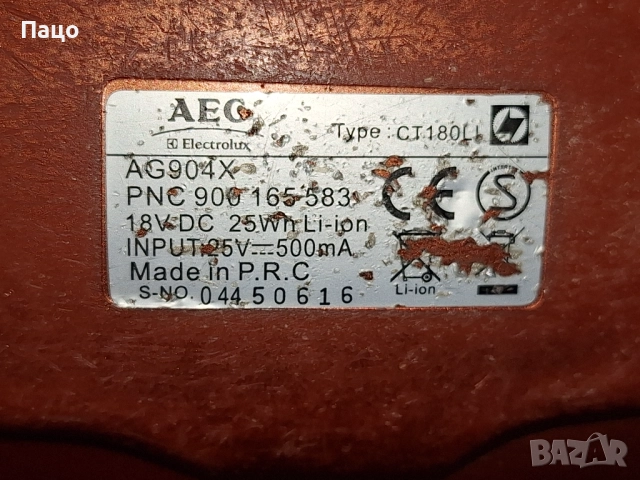 Пацо
AEG
Electrolux
Type : CT180LI
AG904X
PNC 900 165 583
18V DC 25Wh Li-ion
INPUT:25V⎓500mA
Made in P.R.C
S-NO. 04450616
CE
S
Li-ion
BAZAR